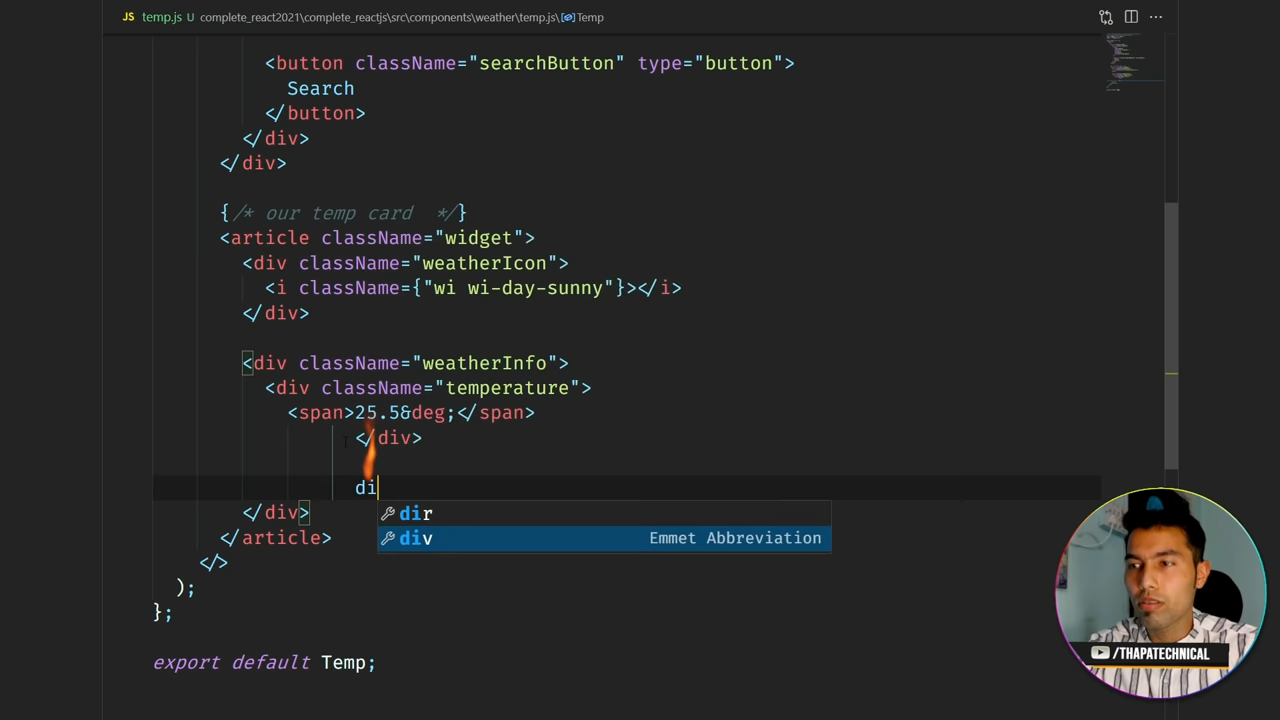 JS temp.js U complete_react2021\complete_reactjs\src\components\weather\temp.js\Temp
<button className="searchButton" type="button">
Search
</button>
</div>
</div>
{/* our temp card */}
<article className="widget">
<div className="weatherIcon">
<i className={"wi wi-day-sunny"}></i>
</div>
<div className="weatherInfo">
<div className="temperature">
<span>25.5&deg;</span>
</div>
di
dir
div Emmet Abbreviation
</div>
</article>
</>
);
};
export default Temp;
/THAPATECHNICAL